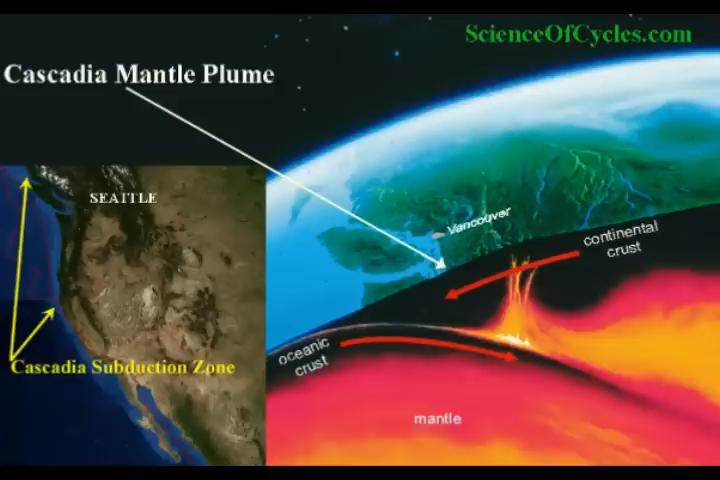 ScienceOfCycles.com
Cascadia Mantle Plume
SEATTLE
Vancouver
continental
crust
oceanic
crust
Cascadia Subduction Zone
mantle